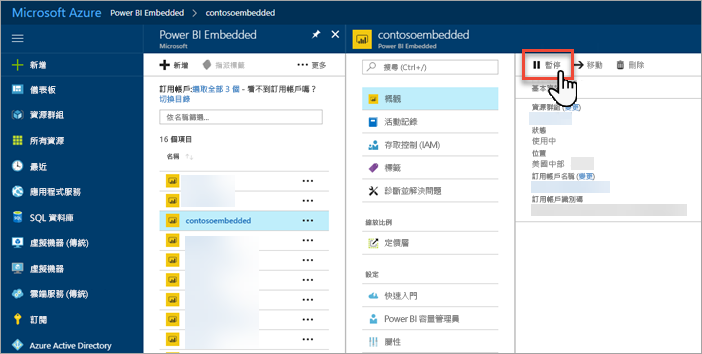 Microsoft Azure Power BI Embedded > contosoembedded
新增
儀表板
資源群組
所有資源
最近
應用程式服務
SQL 資料庫
虛擬機器 (傳統)
虛擬機器
雲端服務 (傳統)
訂閱
Azure Active Directory
Power BI Embedded
Microsoft
新增
指派標籤
更多
訂用帳戶:選取全部 3 個 - 看不到訂用帳戶嗎？
切換目錄
依名稱篩選...
16 個項目
名稱
contosoembedded
contosoembedded
Power BI Embedded
搜尋 (Ctrl+/)
概觀
活動記錄
存取控制 (IAM)
標籤
診斷並解決問題
縮放比例
定價層
設定
快速入門
Power BI 容量管理員
屬性
暫停
移動
刪除
資源群組 (變更)
狀態
使用中
位置
美國中部
訂用帳戶名稱 (變更)
訂用帳戶識別碼